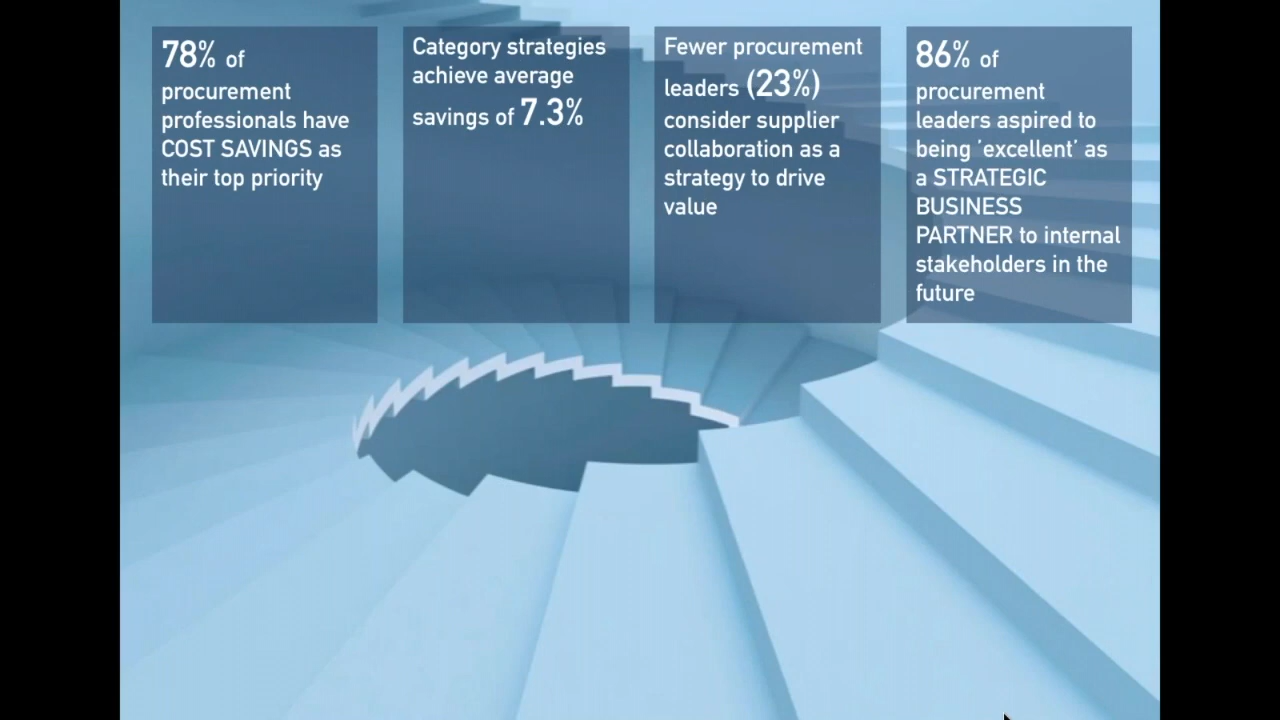 78% of
procurement
professionals have
COST SAVINGS as
their top priority
Category strategies
achieve average
savings of 7.3%
Fewer procurement
leaders (23%)
consider supplier
collaboration as a
strategy to drive
value
86% of
procurement
leaders aspired to
being ‘excellent’ as
a STRATEGIC
BUSINESS
PARTNER to internal
stakeholders in the
future